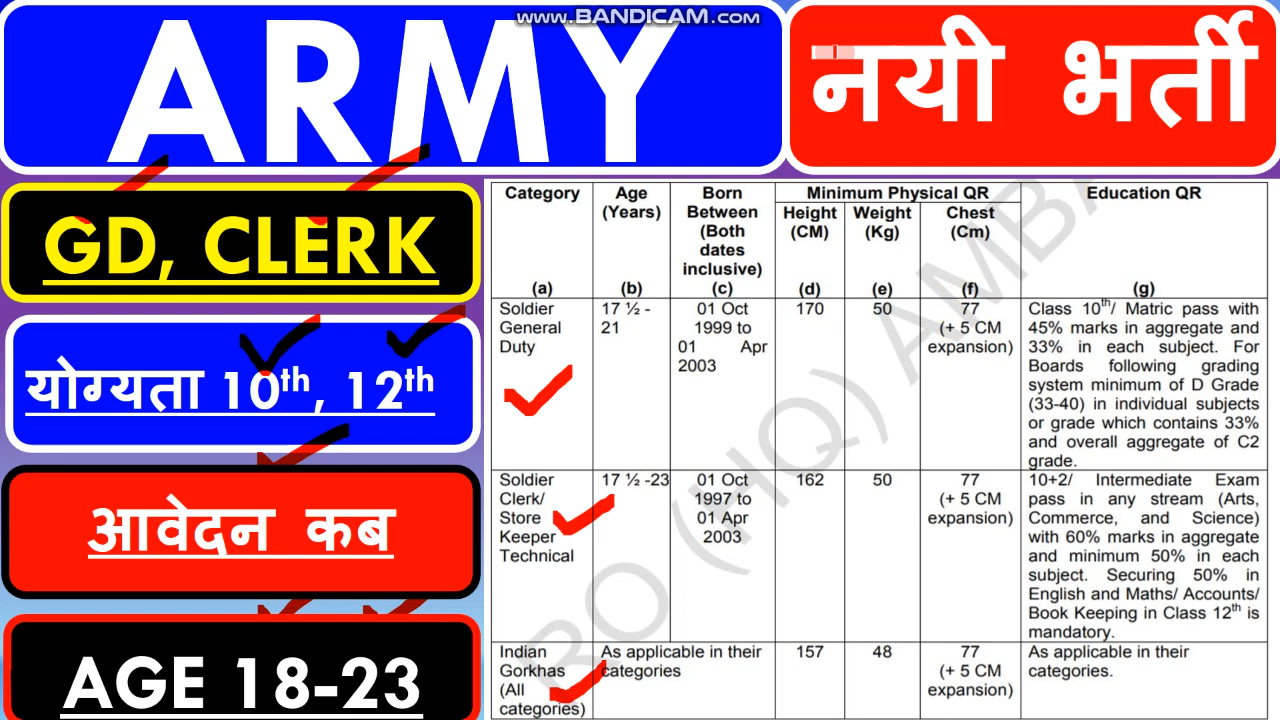 www.BANDICAM.com
ARMY
नयी भर्ती
GD, CLERK
योग्यता 10th, 12th
आवेदन कब
AGE 18-23
Category
(a)
Age
(Years)
(b)
Born
Between
(Both
dates
inclusive)
(c)
Minimum Physical QR
Height
(CM)
(d)
Weight
(Kg)
(e)
Chest
(Cm)
(f)
Education QR
(g)
Soldier
General
Duty
17 ½ -
21
01 Oct
1999 to
01 Apr
2003
170
50
77
(+ 5 CM
expansion)
Class 10th/ Matric pass with
45% marks in aggregate and
33% in each subject. For
Boards following grading
system minimum of D Grade
(33-40) in individual subjects
or grade which contains 33%
and overall aggregate of C2
grade.
Soldier
Clerk/
Store
Keeper
Technical
17 ½ -23
01 Oct
1997 to
01 Apr
2003
162
50
77
(+ 5 CM
expansion)
10+2/ Intermediate Exam
pass in any stream (Arts,
Commerce, and Science)
with 60% marks in aggregate
and minimum 50% in each
subject. Securing 50% in
English and Maths/ Accounts/
Book Keeping in Class 12th is
mandatory.
Indian
Gorkhas
(All
categories)
As applicable in their
categories
157
48
77
(+ 5 CM
expansion)
As applicable in their
categories.
RO (HQ) AMBA